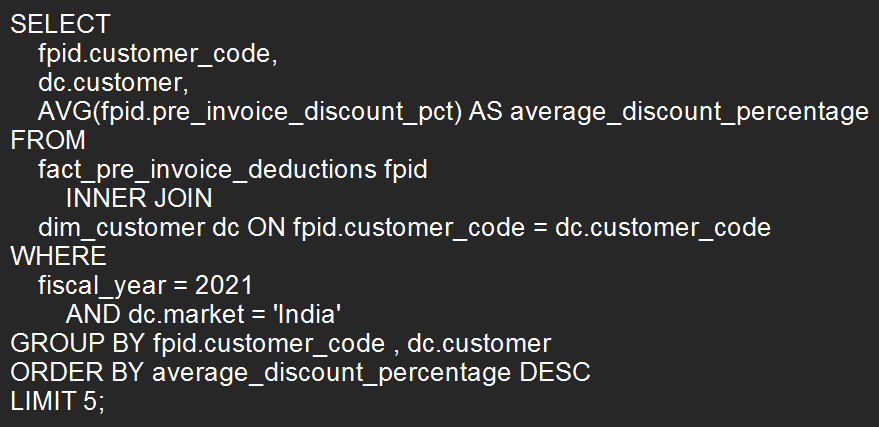 SELECT
fpid.customer_code,
dc.customer,
AVG(fpid.pre_invoice_discount_pct) AS average_discount_percentage
FROM
fact_pre_invoice_deductions fpid
INNER JOIN
dim_customer dc ON fpid.customer_code = dc.customer_code
WHERE
fiscal_year = 2021
AND dc.market = 'India'
GROUP BY fpid.customer_code , dc.customer
ORDER BY average_discount_percentage DESC
LIMIT 5;